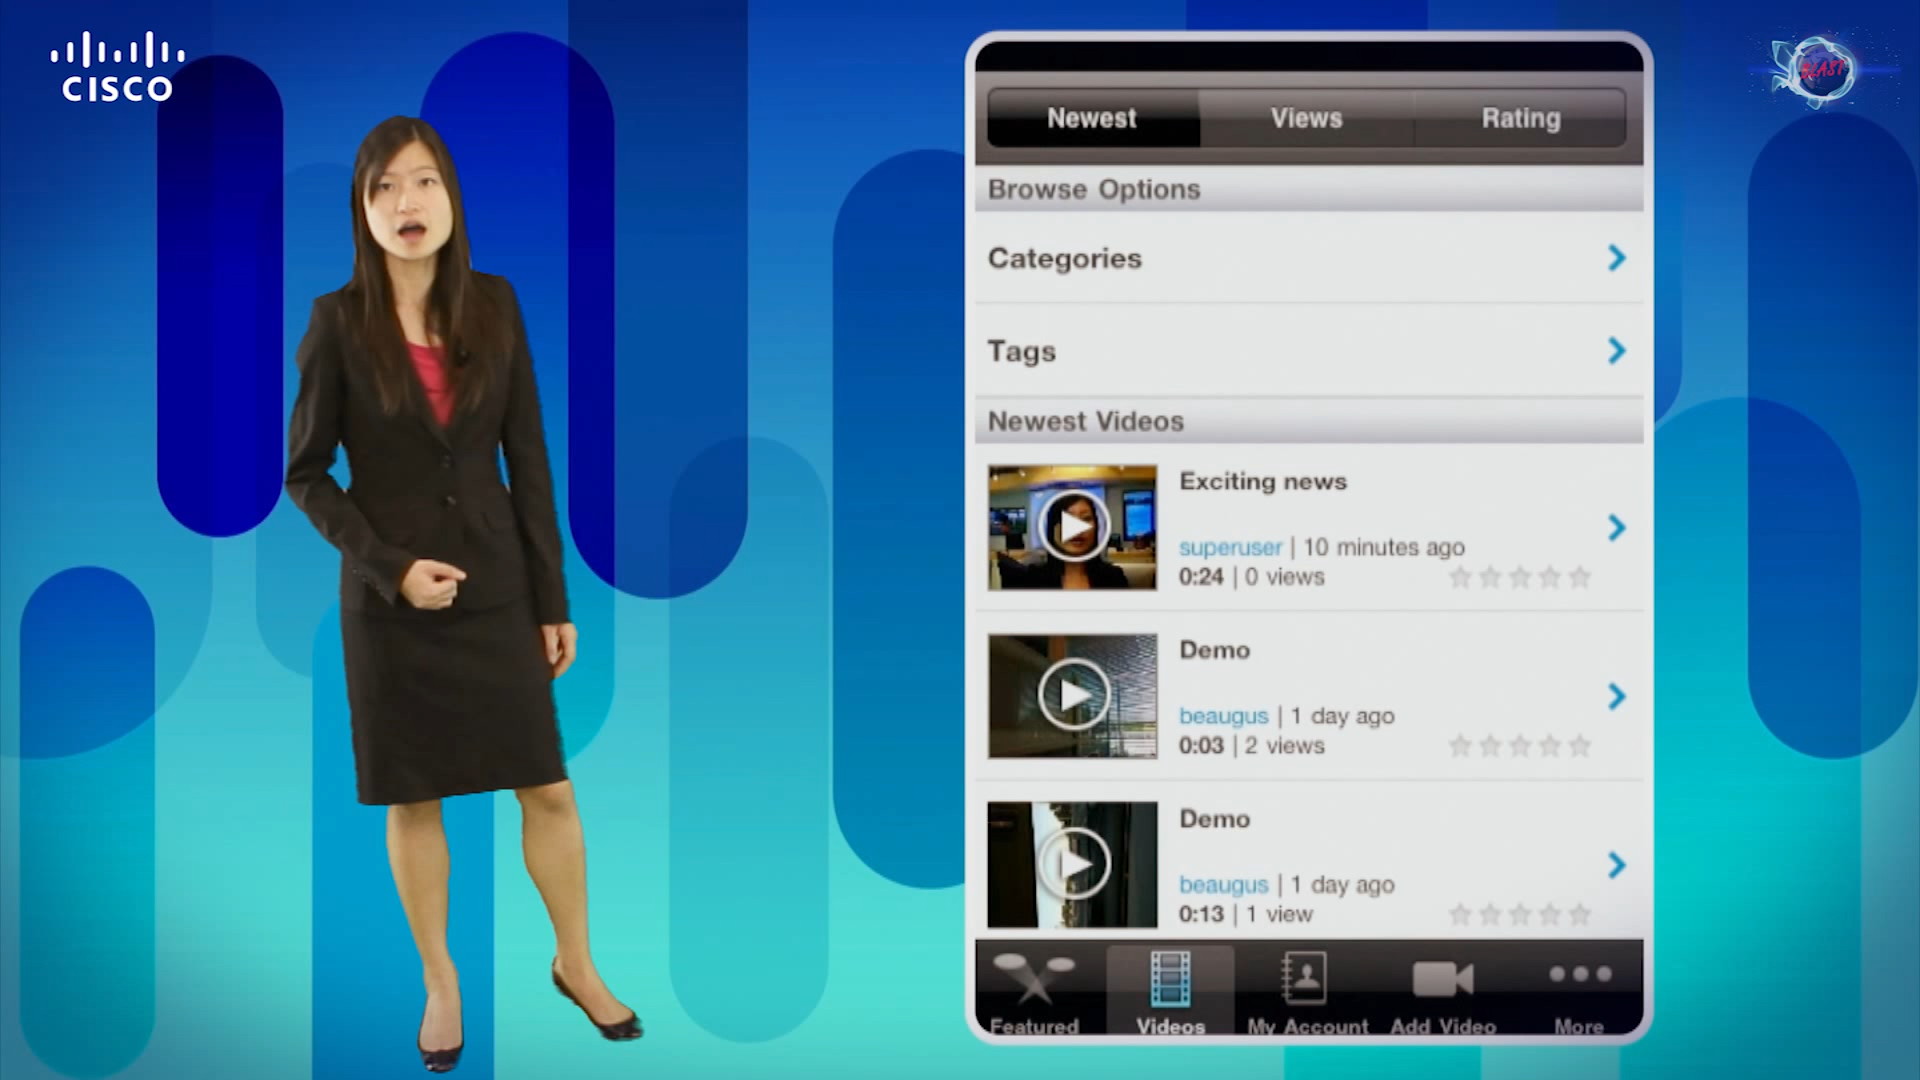 CISCO
BLAST
Newest Views Rating
Browse Options
Categories
Tags
Newest Videos
Exciting news
superuser | 10 minutes ago
0:24 | 0 views
Demo
beaugus | 1 day ago
0:03 | 2 views
Demo
beaugus | 1 day ago
0:13 | 1 view
Featured Videos My Account Add Video More